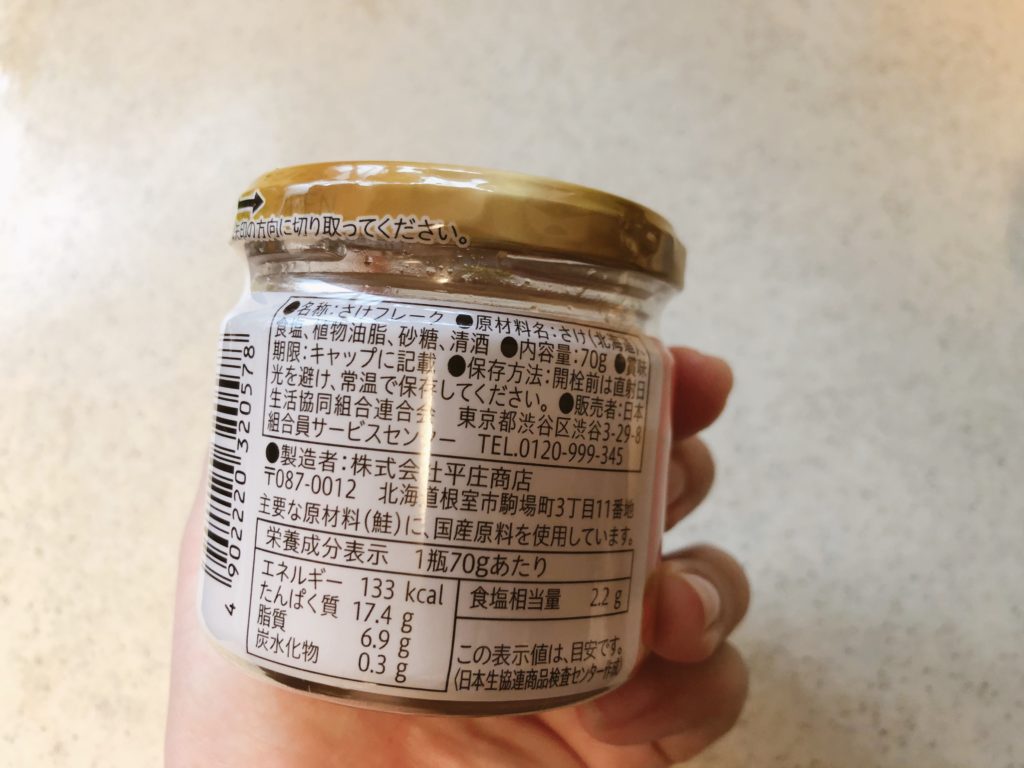 印の方向に切り取ってください。
●名称:さけフレーク ●原材料名:さけ(北海道
食塩、植物油脂、砂糖、清酒 ●内容量:70g ●賞味
期限:キャップに記載 ●保存方法:開栓前は直射日
光を避け、常温で保存してください。 ●販売者:日本
生活協同組合連合会 東京都渋谷区渋谷3-29-8
組合員サービスセンター TEL.0120-999-345
●製造者:株式会社平庄商店
〒087-0012 北海道根室市駒場町3丁目11番地
主要な原材料(鮭)に、国産原料を使用しています。
栄養成分表示 1瓶70gあたり
エネルギー 133 kcal
たんぱく質 17.4 g
脂質 6.9 g
炭水化物 0.3 g
食塩相当量 2.2 g
この表示値は、目安です。
(日本生協連商品検査センター作成)
4 902220 320578